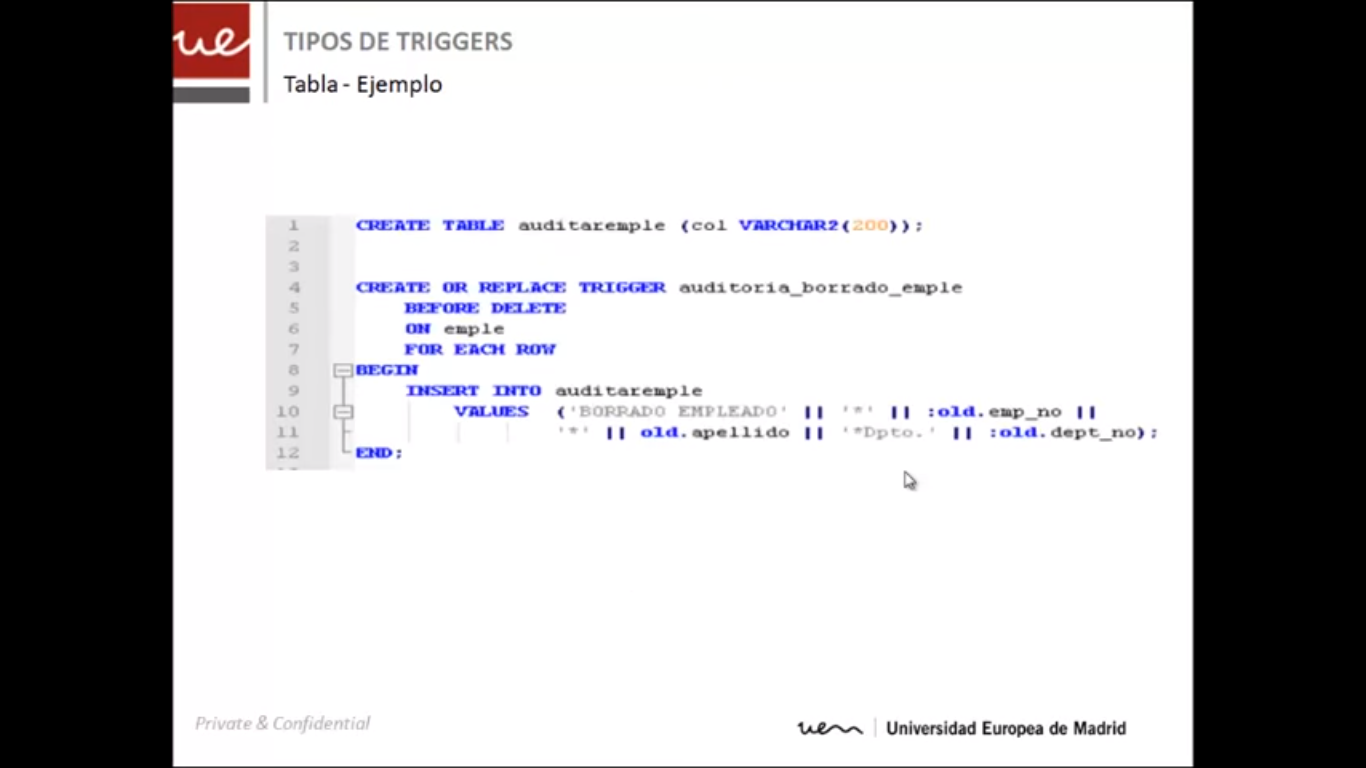 ue
TIPOS DE TRIGGERS
Tabla - Ejemplo
1 CREATE TABLE auditaremple (col VARCHAR2(200));
2
3
4 CREATE OR REPLACE TRIGGER auditoria_borrado_emple
5 BEFORE DELETE
6 ON emple
7 FOR EACH ROW
8 BEGIN
9 INSERT INTO auditaremple
10 VALUES ('BORRADO EMPLEADO' || '*' || :old.emp_no ||
11 '*' || old.apellido || '*Dpto.' || :old.dept_no);
12 END;
Private & Confidential
uem Universidad Europea de Madrid